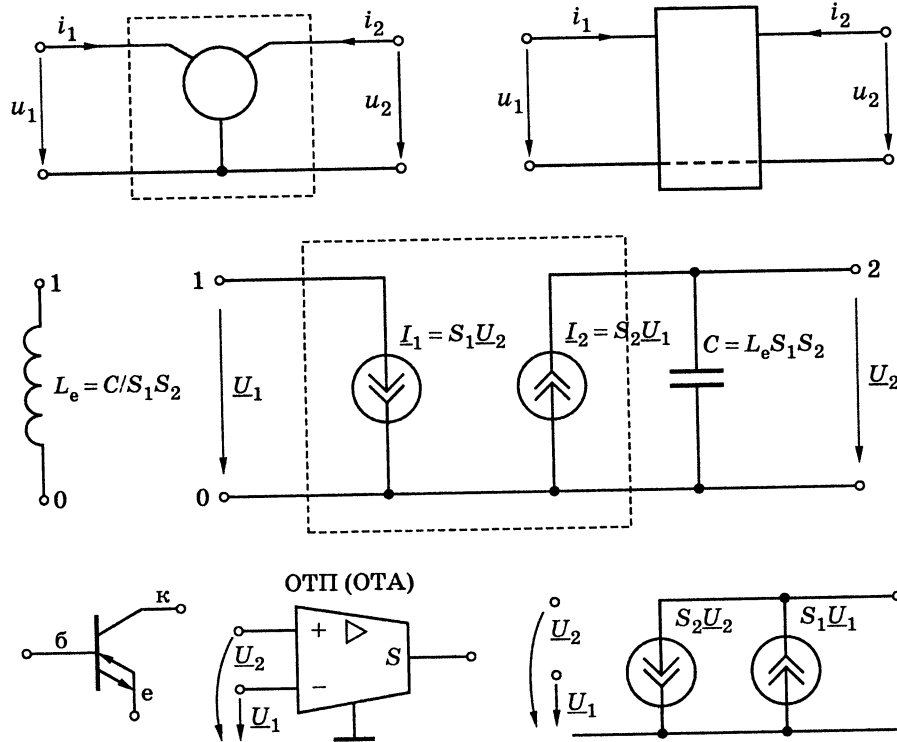 i₁ i₂ i₁ i₂
u₁ u₂ u₁ u₂
1 1 2
I₁ = S₁U₂ I₂ = S₂U₁ C = LₑS₁S₂
Lₑ = C/S₁S₂ U₁ U₂
0 0
ОТП (ОТА)
к
б
е
+
−
S
U₂
U₁
U₂
U₁
S₂U₂ S₁U₁